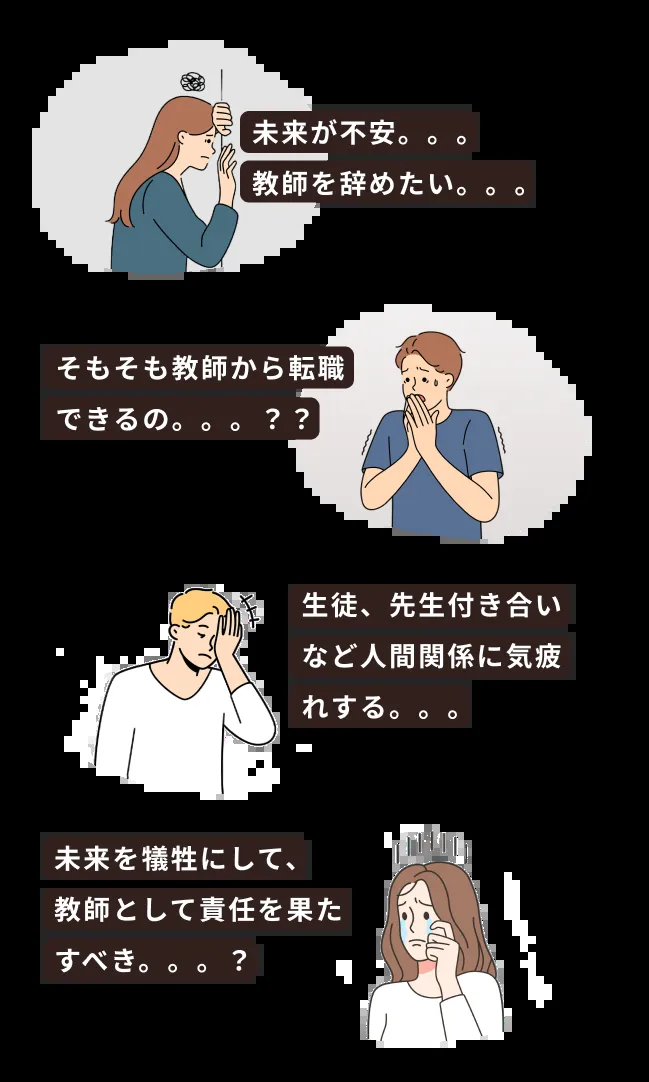 未来が不安。。。
教師を辞めたい。。。
そもそも教師から転職
できるの。。。？？
生徒、先生付き合い
など人間関係に気疲
れする。。。
未来を犠牲にして、
教師として責任を果た
すべき。。。？